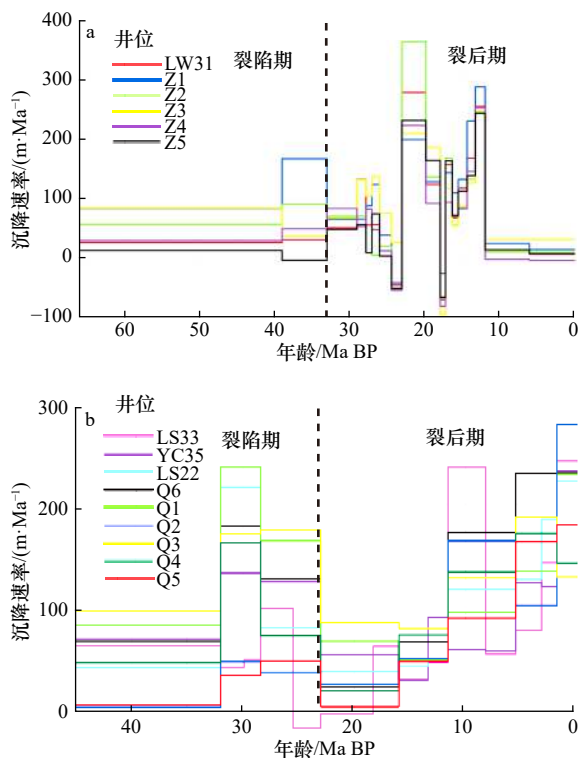 a
井位
LW31
Z1
Z2
Z3
Z4
Z5
裂陷期
裂后期
400
300
200
100
0
−100
沉降速率/(m·Ma⁻¹)
60 50 40 30 20 10 0
年龄/Ma BP
b
井位
LS33
YC35
LS22
Q6
Q1
Q2
Q3
Q4
Q5
裂陷期
裂后期
300
200
100
0
沉降速率/(m·Ma⁻¹)
40 30 20 10 0
年龄/Ma BP